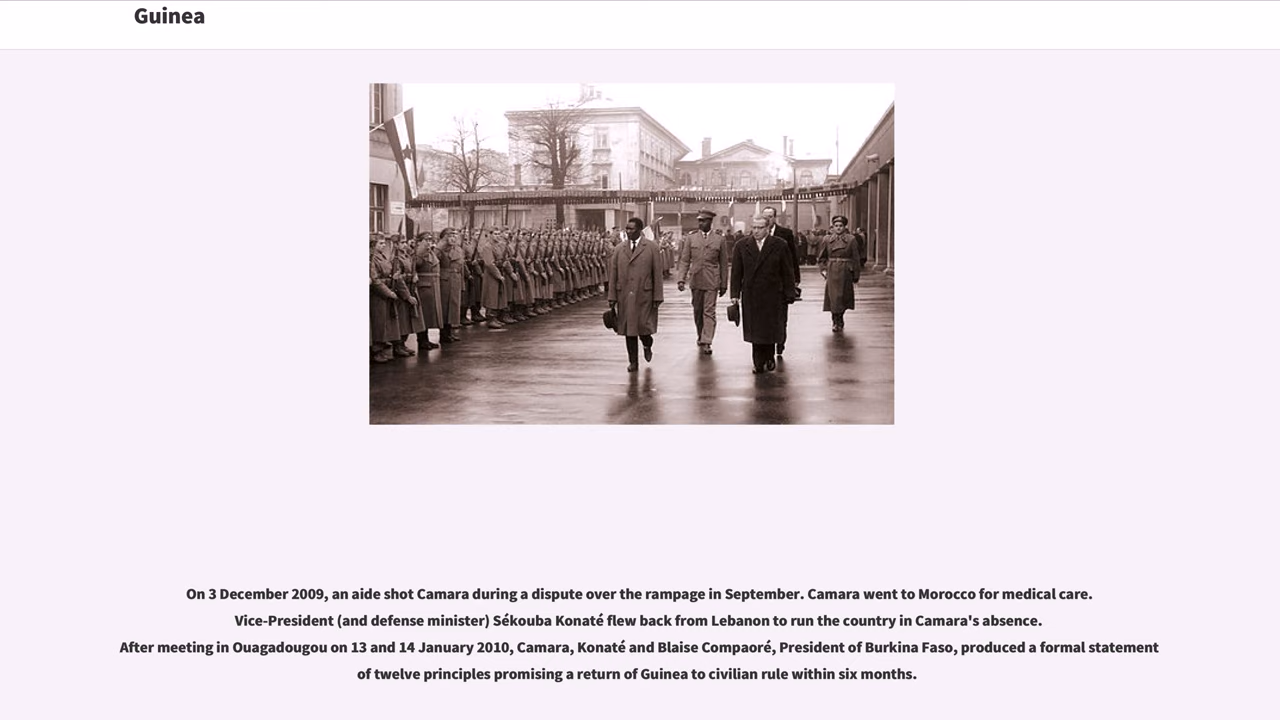 Guinea
On 3 December 2009, an aide shot Camara during a dispute over the rampage in September. Camara went to Morocco for medical care.
Vice-President (and defense minister) Sékouba Konaté flew back from Lebanon to run the country in Camara's absence.
After meeting in Ouagadougou on 13 and 14 January 2010, Camara, Konaté and Blaise Compaoré, President of Burkina Faso, produced a formal statement
of twelve principles promising a return of Guinea to civilian rule within six months.